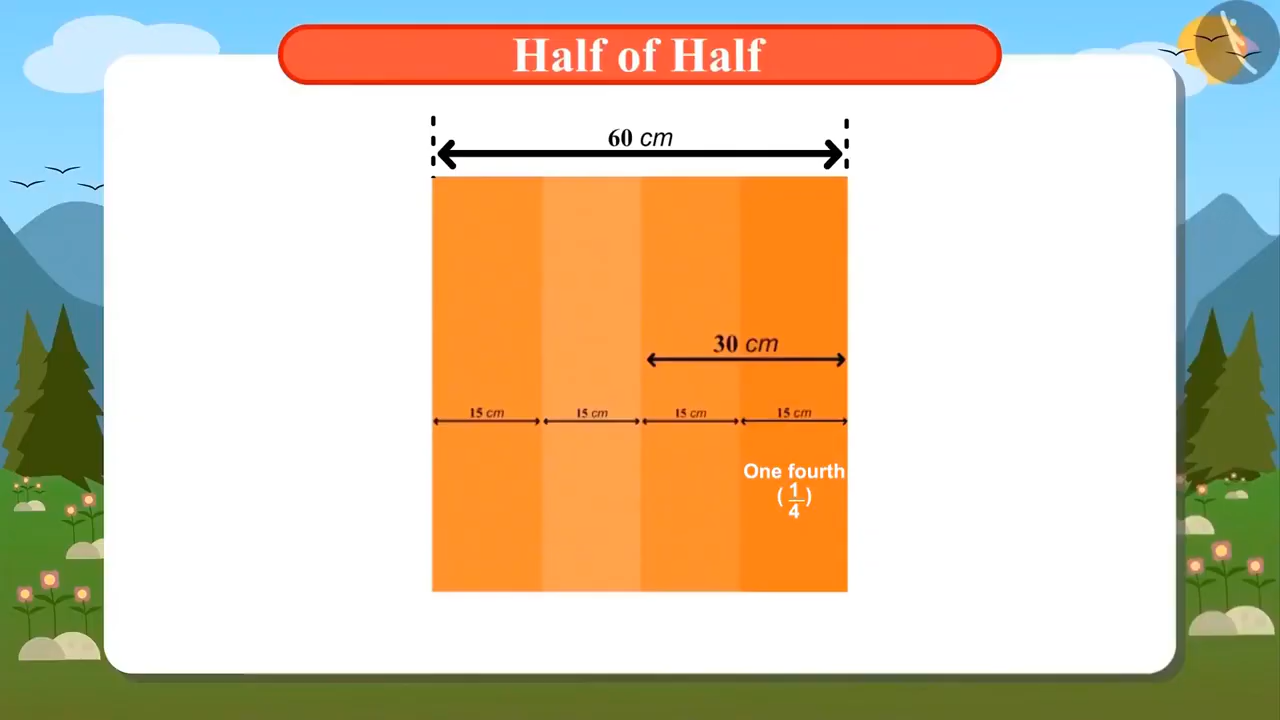 Half of Half
60 cm
30 cm
15 cm 15 cm 15 cm 15 cm
One fourth
(1/4)